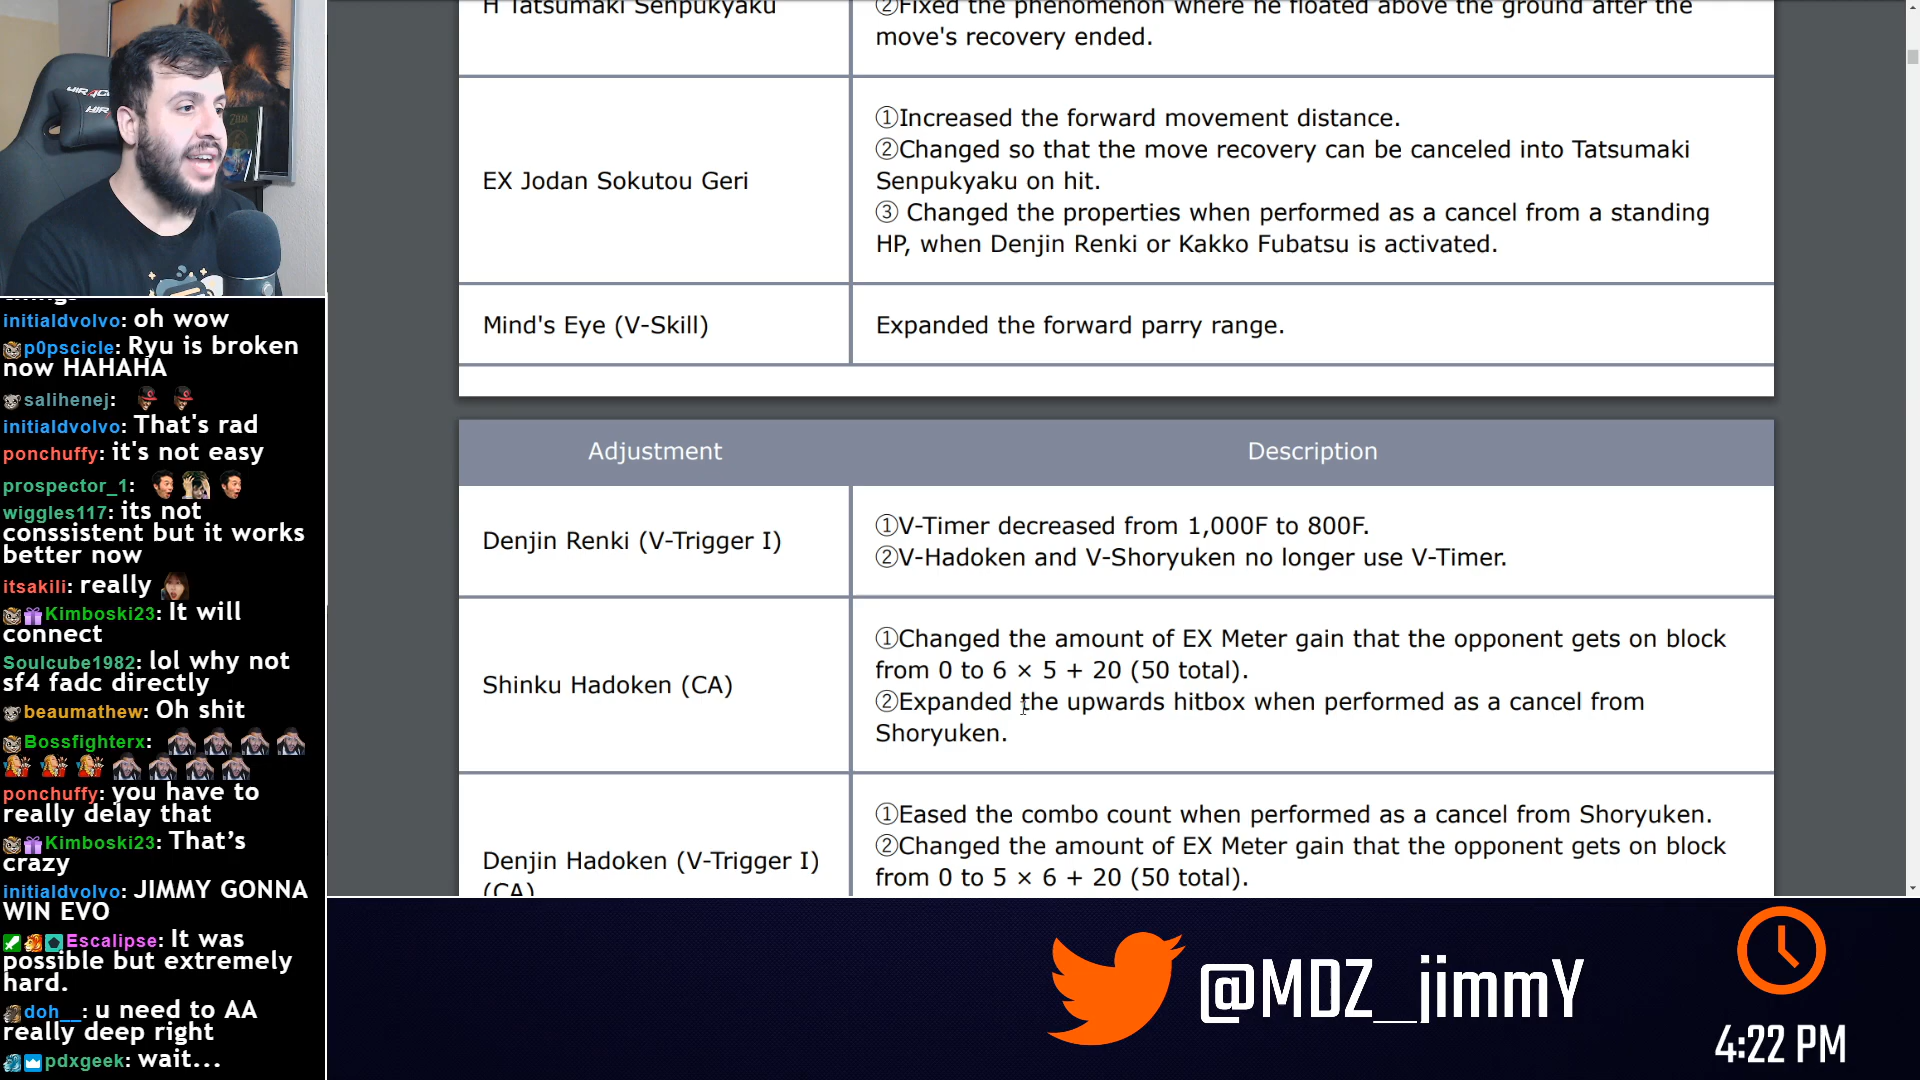 H Tatsumaki Senpukyaku
②Fixed the phenomenon where he floated above the ground after the
move's recovery ended.
EX Jodan Sokutou Geri
①Increased the forward movement distance.
②Changed so that the move recovery can be canceled into Tatsumaki
Senpukyaku on hit.
③ Changed the properties when performed as a cancel from a standing
HP, when Denjin Renki or Kakko Fubatsu is activated.
Mind's Eye (V-Skill)
Expanded the forward parry range.
Adjustment
Description
Denjin Renki (V-Trigger I)
①V-Timer decreased from 1,000F to 800F.
②V-Hadoken and V-Shoryuken no longer use V-Timer.
Shinku Hadoken (CA)
①Changed the amount of EX Meter gain that the opponent gets on block
from 0 to 6 × 5 + 20 (50 total).
②Expanded the upwards hitbox when performed as a cancel from
Shoryuken.
Denjin Hadoken (V-Trigger I)
(CA)
①Eased the combo count when performed as a cancel from Shoryuken.
②Changed the amount of EX Meter gain that the opponent gets on block
from 0 to 5 × 6 + 20 (50 total).
initialdvolvo: oh wow
p0pscicle: Ryu is broken
now HAHAHA
salihenej:
initialdvolvo: That's rad
ponchuffy: it's not easy
prospector_1:
wiggles117: its not
conssistent but it works
better now
itsakili: really
Kimboski23: It will
connect
Soulcube1982: lol why not
sf4 fadc directly
beaumathew: Oh shit
Bossfighterx:
ponchuffy: you have to
really delay that
Kimboski23: That's
crazy
initialdvolvo: JIMMY GONNA
WIN EVO
Escalipse: It was
possible but extremely
hard.
doh__: u need to AA
really deep right
pdxgeek: wait...
@MDZ_jimmY
4:22 PM